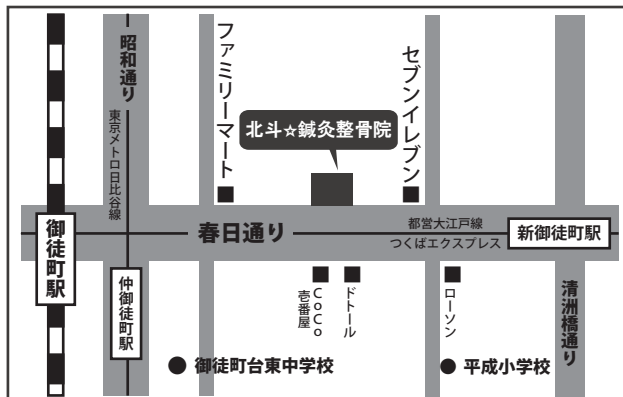 昭和通り
東京メトロ日比谷線
ファミリーマート
セブンイレブン
北斗☆鍼灸整骨院
御徒町駅
春日通り
都営大江戸線
つくばエクスプレス
新御徒町駅
仲御徒町駅
CoCo
壱番屋
ドトール
ローソン
清洲橋通り
御徒町台東中学校
平成小学校